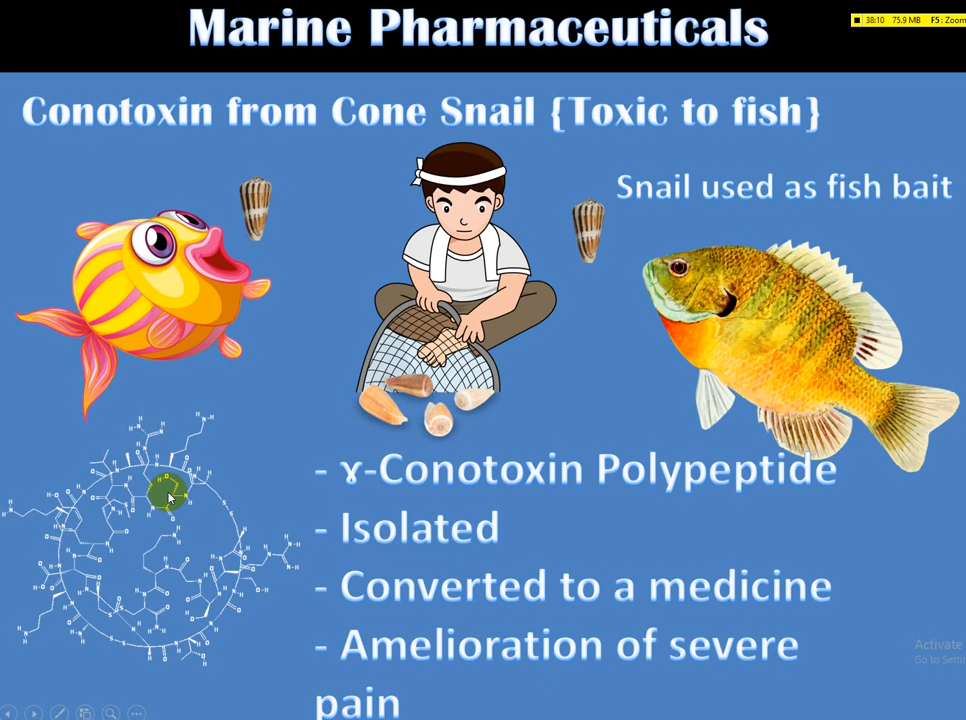 Marine Pharmaceuticals
38:10 75.9 MB F5: Zoom
Conotoxin from Cone Snail {Toxic to fish}
Snail used as fish bait
- ɤ-Conotoxin Polypeptide
- Isolated
- Converted to a medicine
- Amelioration of severe
pain
Activate
Go to Setti